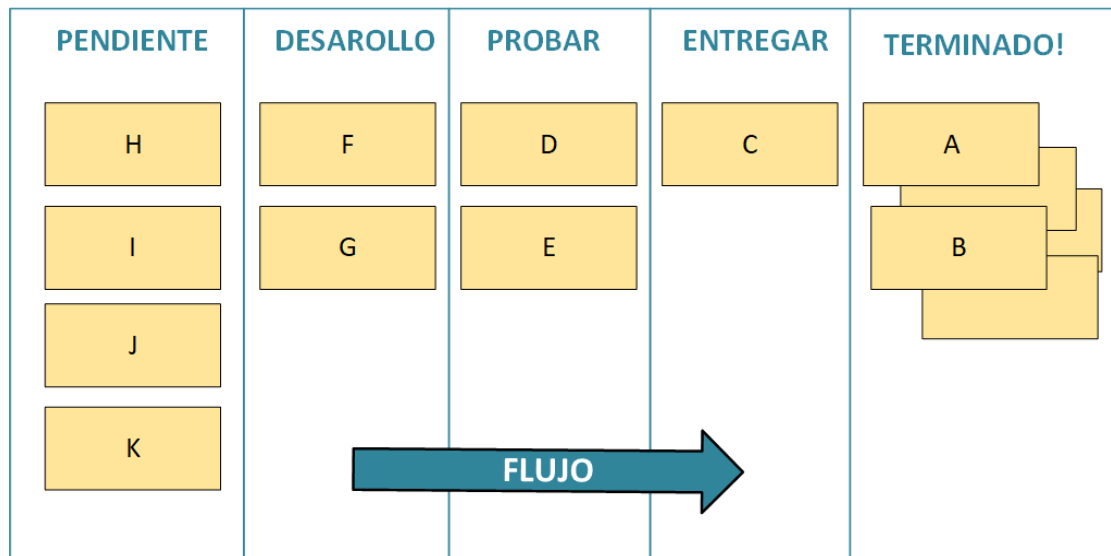 PENDIENTE
DESAROLLO
PROBAR
ENTREGAR
TERMINADO!
H
F
D
C
A
I
G
E
B
J
K
FLUJO